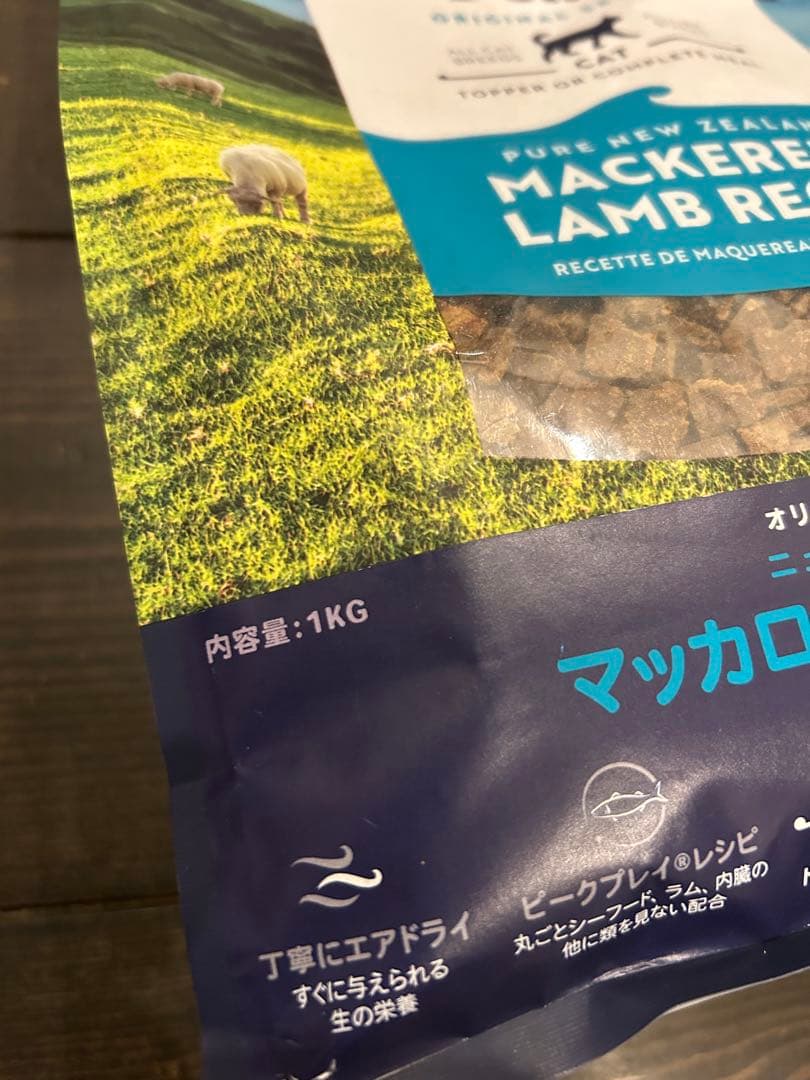 CAT
TOPPER OR COMPLETE MEAL
PURE NEW ZEALAN
MACKERE
LAMB RE
RECETTE DE MAQUEREA
オリ
ニュ
内容量:1KG
マッカロ
ピークプレイ®レシピ
丸ごとシーフード、ラム、内臓の
他に類を見ない配合
丁寧にエアドライ
すぐに与えられる
生の栄養